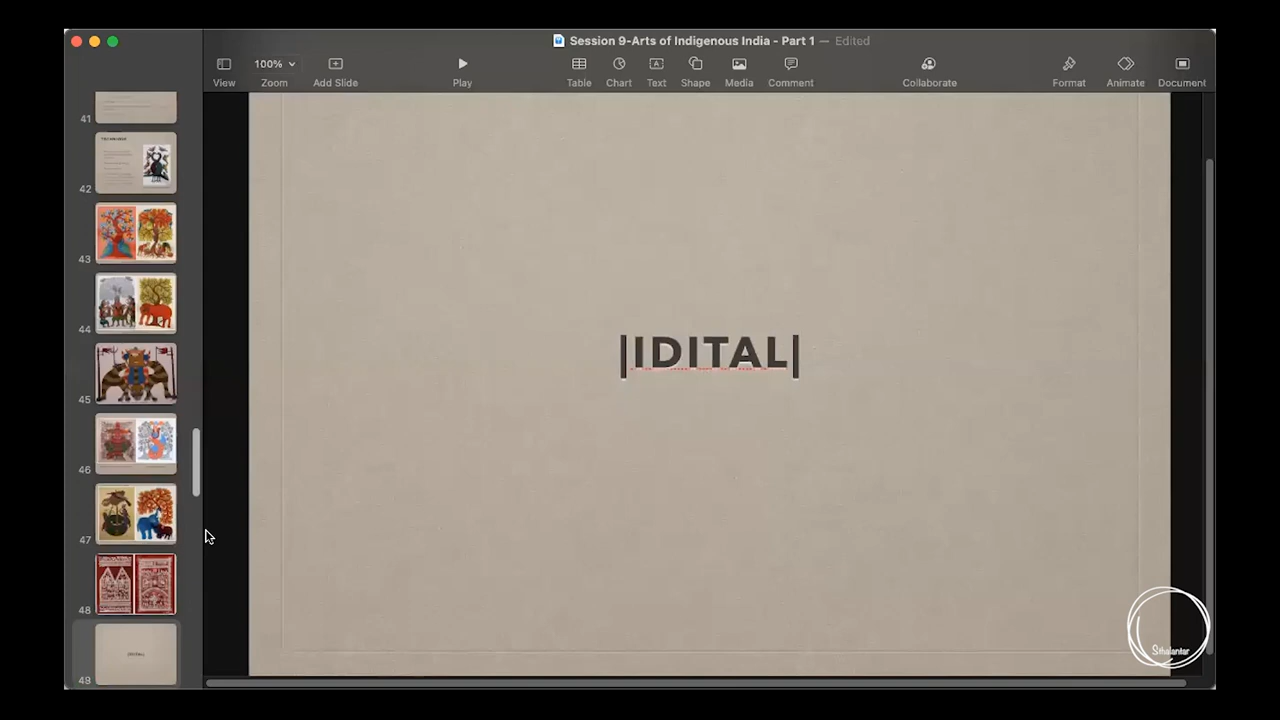 Session 9-Arts of Indigenous India - Part 1 — Edited
View
100%
Zoom
Add Slide
Play
Table
Chart
Text
Shape
Media
Comment
Collaborate
Format
Animate
Document
41
42
43
44
45
46
47
48
49
|IDITAL|
Sthalantar